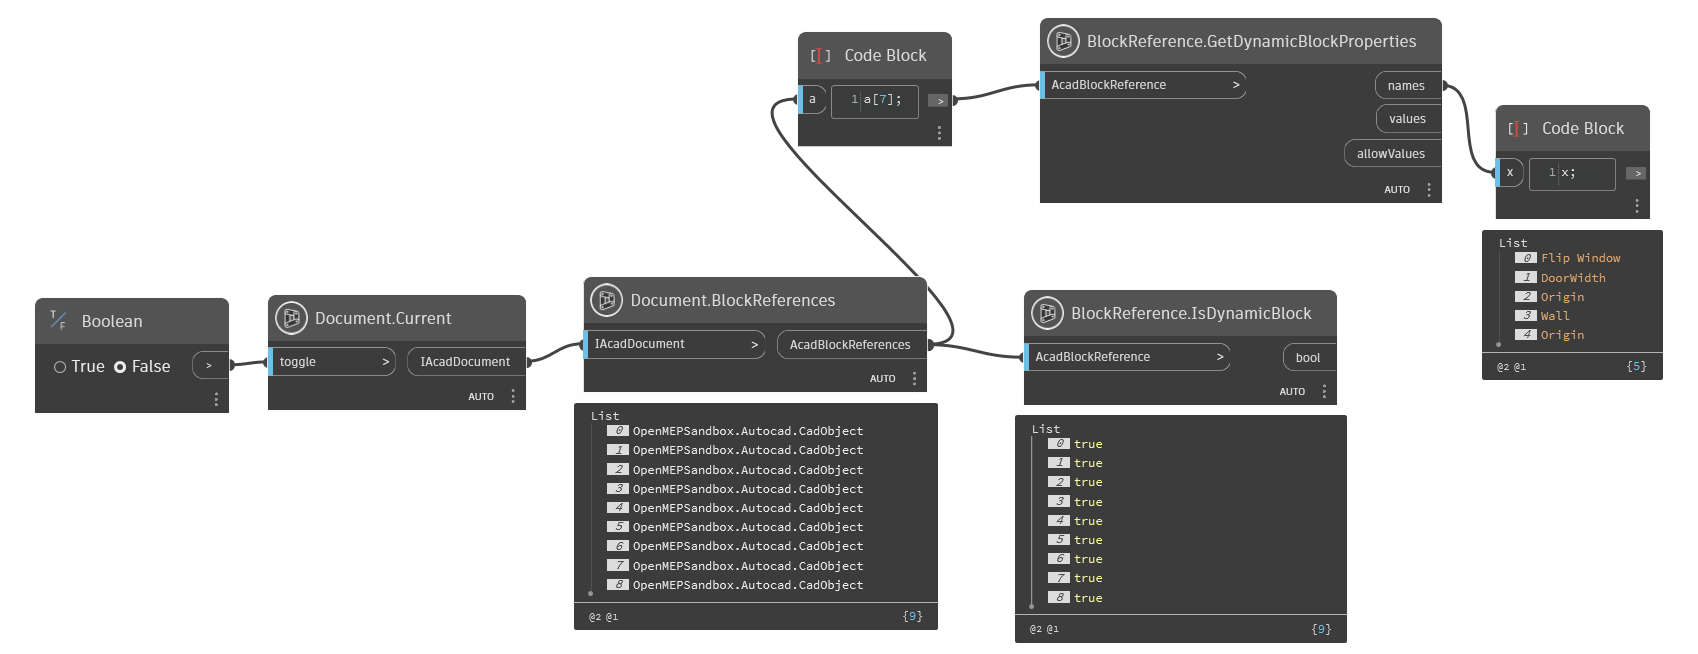 Code Block
a
1 a[7];
>
BlockReference.GetDynamicBlockProperties
AcadBlockReference >
names
values
allowValues
AUTO
Code Block
x
1 x;
>
List
0 Flip Window
1 DoorWidth
2 Origin
3 Wall
4 Origin
@2 @1 {5}
T/F Boolean
True False >
Document.Current
toggle > IAcadDocument
AUTO
Document.BlockReferences
IAcadDocument > AcadBlockReferences
AUTO
List
0 OpenMEPSandbox.Autocad.CadObject
1 OpenMEPSandbox.Autocad.CadObject
2 OpenMEPSandbox.Autocad.CadObject
3 OpenMEPSandbox.Autocad.CadObject
4 OpenMEPSandbox.Autocad.CadObject
5 OpenMEPSandbox.Autocad.CadObject
6 OpenMEPSandbox.Autocad.CadObject
7 OpenMEPSandbox.Autocad.CadObject
8 OpenMEPSandbox.Autocad.CadObject
@2 @1 {9}
BlockReference.IsDynamicBlock
AcadBlockReference > bool
AUTO
List
0 true
1 true
2 true
3 true
4 true
5 true
6 true
7 true
8 true
@2 @1 {9}